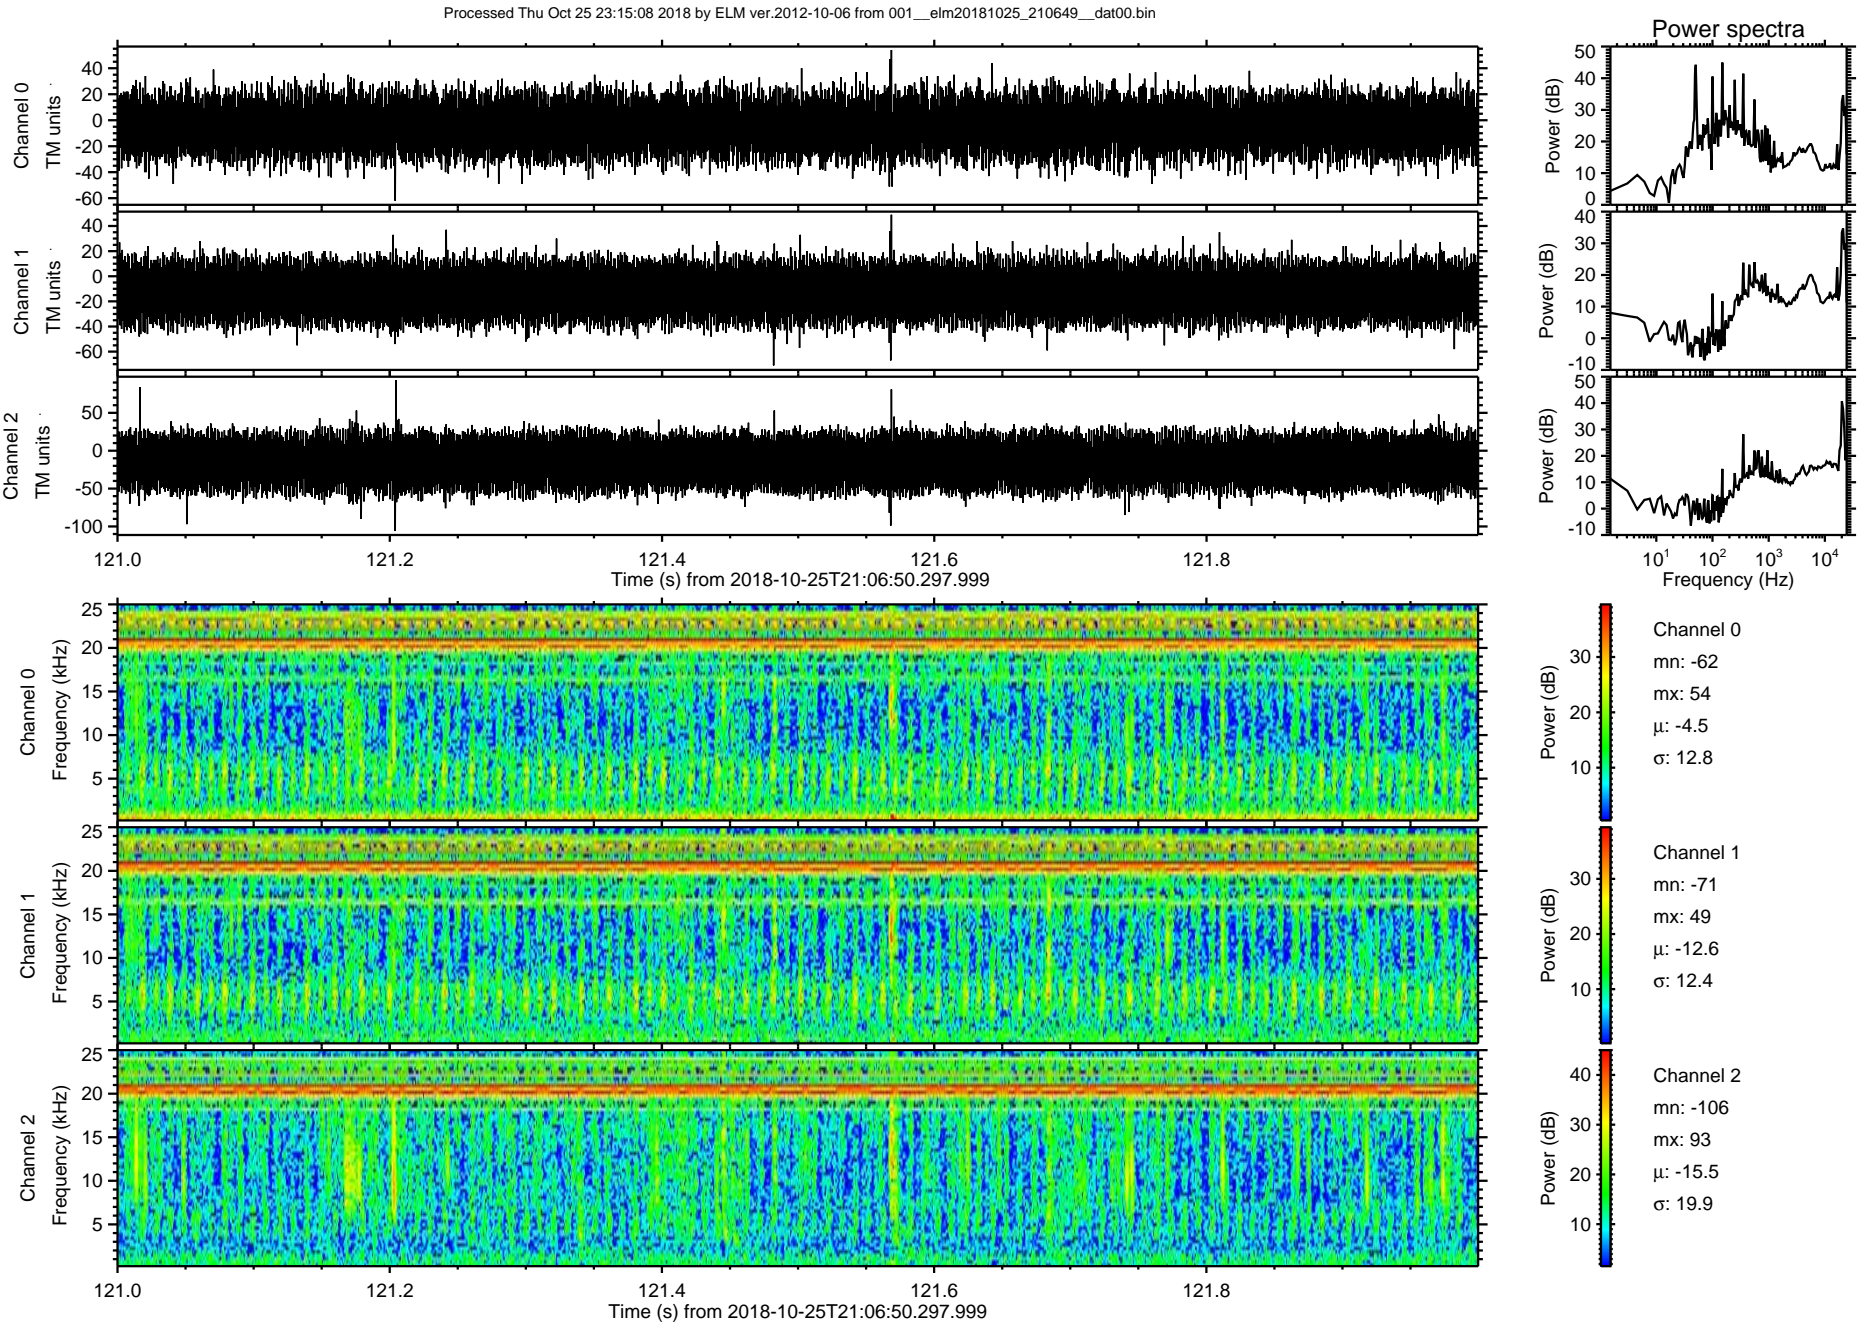 Processed Thu Oct 25 23:15:08 2018 by ELM ver.2012-10-06 from 001__elm20181025_210649__dat00.bin
Power spectra
Channel 0
TM units
40
20
0
-20
-40
-60
Power (dB)
50
40
30
20
10
0
Channel 1
TM units
40
20
0
-20
-40
-60
Power (dB)
40
30
20
10
0
-10
Channel 2
TM units
50
0
-50
-100
Power (dB)
50
40
30
20
10
0
-10
121.0
121.2
121.4
121.6
121.8
Time (s) from 2018-10-25T21:06:50.297.999
10^1
10^2
10^3
10^4
Frequency (Hz)
Channel 0
Frequency (kHz)
25
20
15
10
5
Power (dB)
30
20
10
Channel 0
mn: -62
mx: 54
μ: -4.5
σ: 12.8
Channel 1
Frequency (kHz)
25
20
15
10
5
Power (dB)
30
20
10
Channel 1
mn: -71
mx: 49
μ: -12.6
σ: 12.4
Channel 2
Frequency (kHz)
25
20
15
10
5
Power (dB)
40
30
20
10
Channel 2
mn: -106
mx: 93
μ: -15.5
σ: 19.9
121.0
121.2
121.4
121.6
121.8
Time (s) from 2018-10-25T21:06:50.297.999